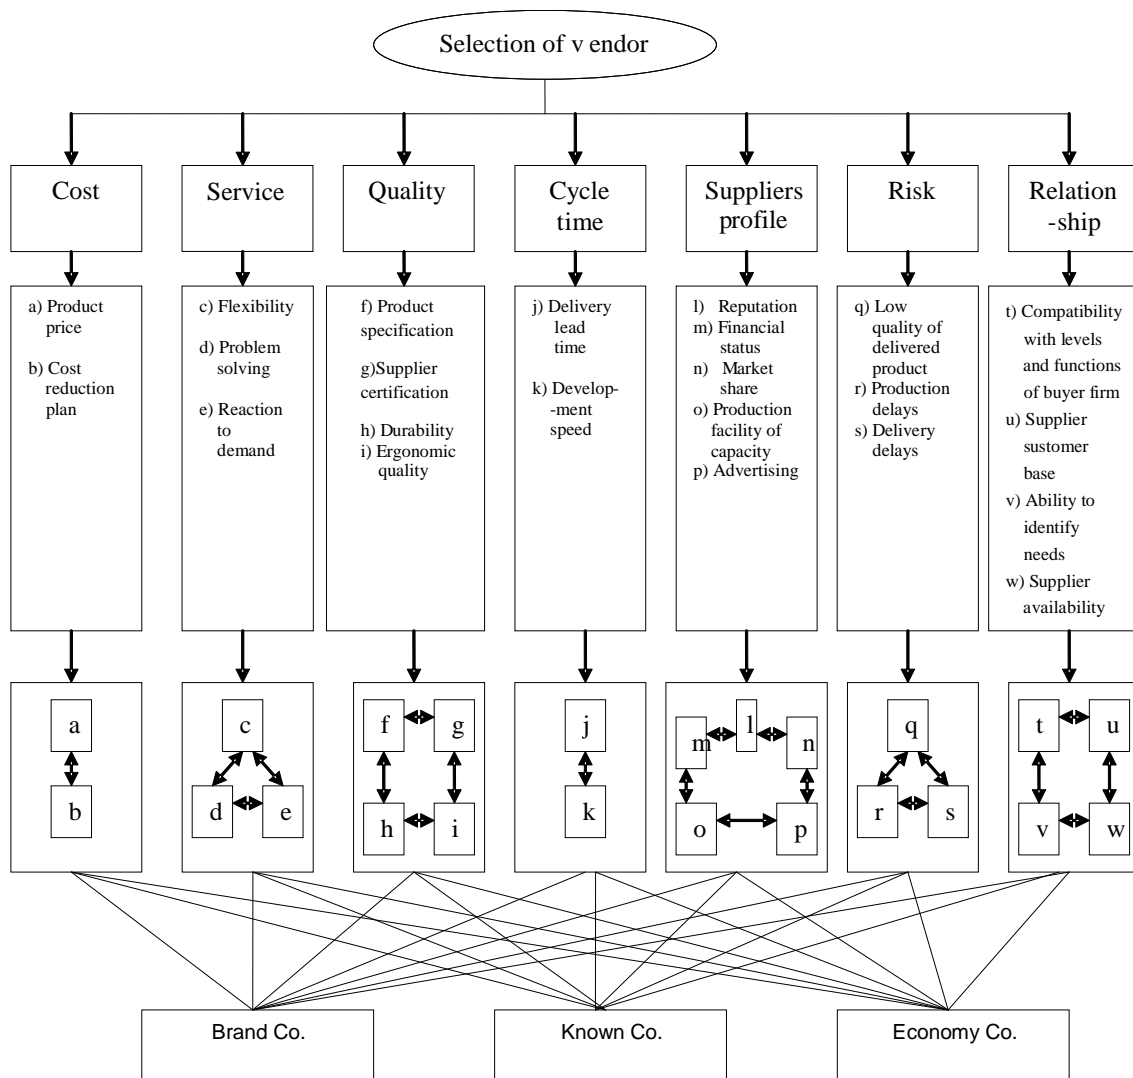 Selection of v endor
Cost
Service
Quality
Cycle
time
Suppliers
profile
Risk
Relation
-ship
a) Product
price
b) Cost
reduction
plan
c) Flexibility
d) Problem
solving
e) Reaction
to
demand
f) Product
specification
g)Supplier
certification
h) Durability
i) Ergonomic
quality
j) Delivery
lead
time
k) Develop-
-ment
speed
l) Reputation
m) Financial
status
n) Market
share
o) Production
facility of
capacity
p) Advertising
q) Low
quality of
delivered
product
r) Production
delays
s) Delivery
delays
t) Compatibility
with levels
and functions
of buyer firm
u) Supplier
sustomer
base
v) Ability to
identify
needs
w) Supplier
availability
a
b
c
d e
f g
h i
j
k
l
m n
o p
q
r s
t u
v w
Brand Co.
Known Co.
Economy Co.